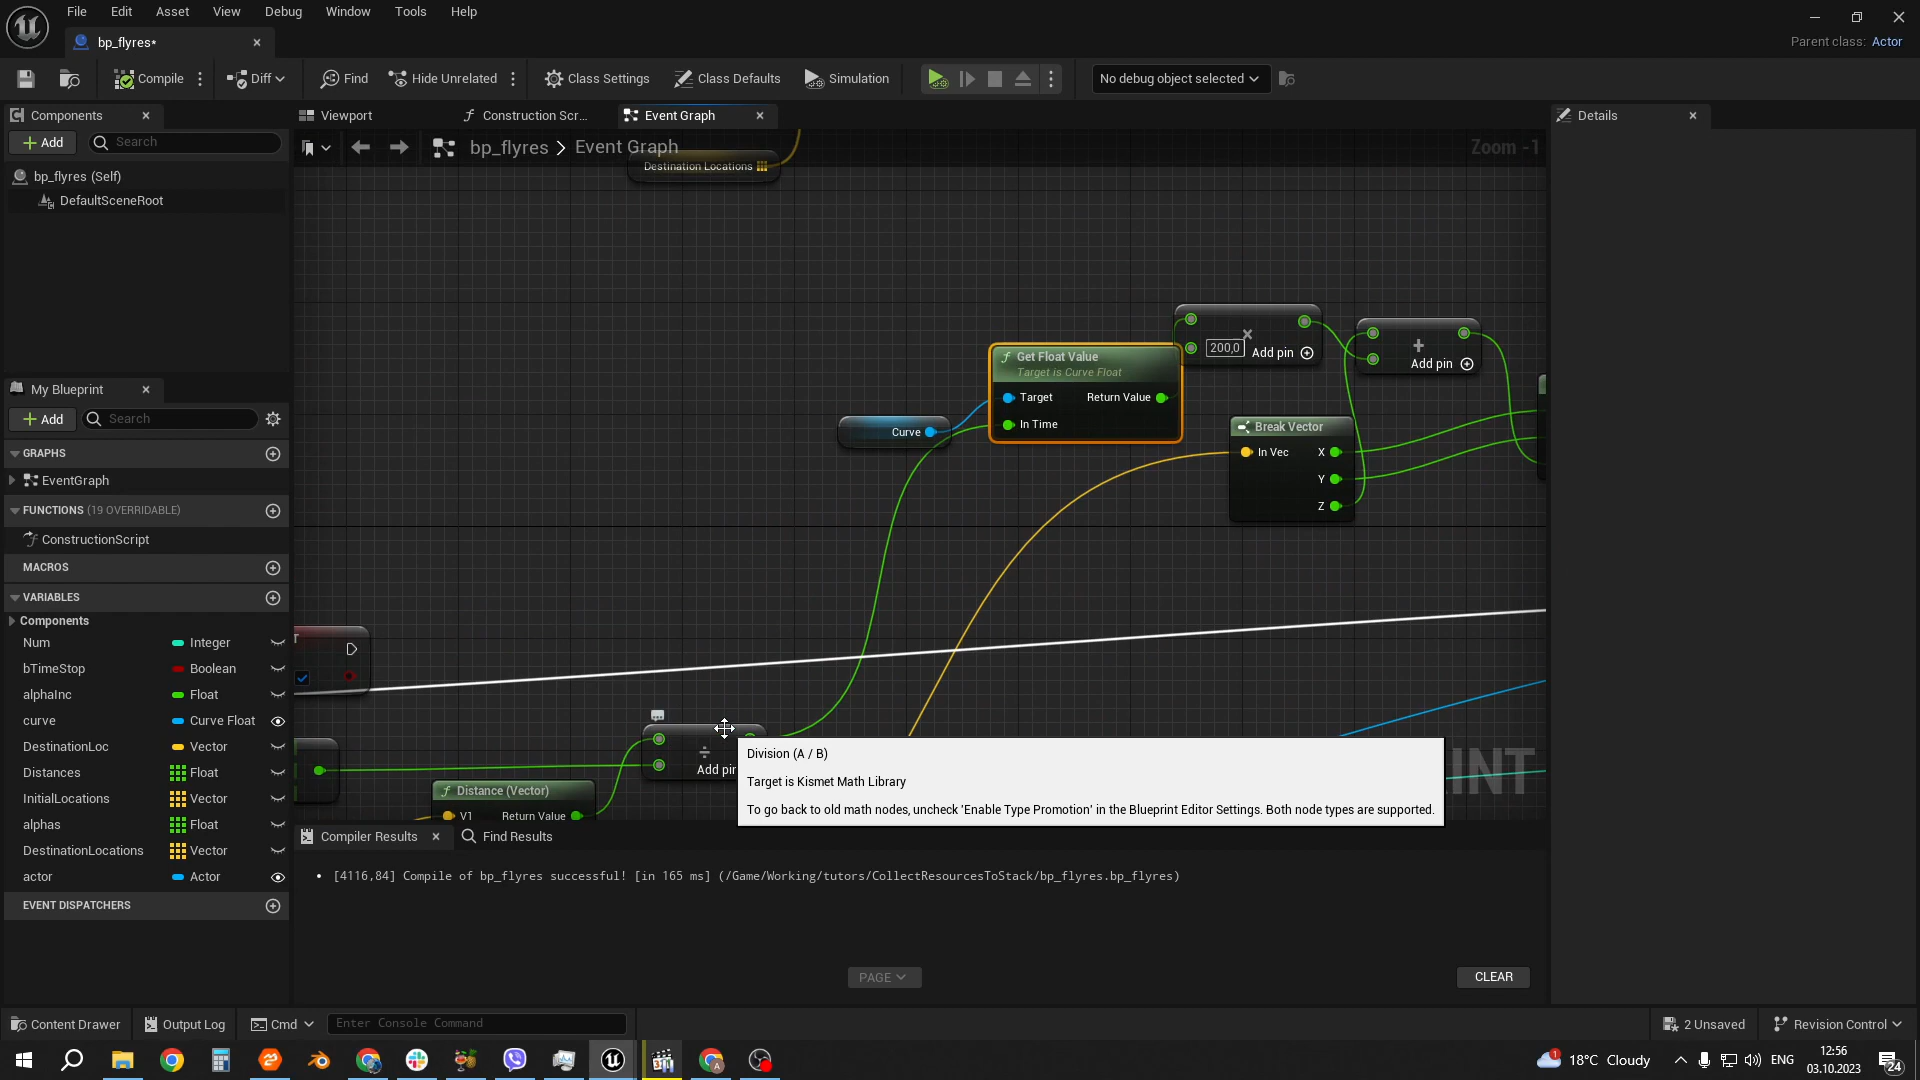 File Edit Asset View Debug Window Tools Help
bp_flyres*
Parent class: Actor
Compile Diff Find Hide Unrelated Class Settings Class Defaults Simulation No debug object selected
Components
Add Search
bp_flyres (Self)
DefaultSceneRoot
Viewport Construction Scr... Event Graph
bp_flyres > Event Graph
Zoom -1
Details
Destination Locations
Get Float Value
Target is Curve Float
Target Return Value
In Time
Curve
200,0
Add pin
Add pin
Break Vector
In Vec X
Y
Z
T
Add pin
Distance (Vector)
V1 Return Value
Division (A / B)
Target is Kismet Math Library
To go back to old math nodes, uncheck 'Enable Type Promotion' in the Blueprint Editor Settings. Both node types are supported.
INT
My Blueprint
Add Search
GRAPHS
EventGraph
FUNCTIONS (19 OVERRIDABLE)
ConstructionScript
MACROS
VARIABLES
Components
Num Integer
bTimeStop Boolean
alphaInc Float
curve Curve Float
DestinationLoc Vector
Distances Float
InitialLocations Vector
alphas Float
DestinationLocations Vector
actor Actor
EVENT DISPATCHERS
Compiler Results Find Results
[4116,84] Compile of bp_flyres successful! [in 165 ms] (/Game/Working/tutors/CollectResourcesToStack/bp_flyres.bp_flyres)
PAGE
CLEAR
Content Drawer Output Log Cmd Enter Console Command
2 Unsaved Revision Control
1 18°C Cloudy ENG 12:56
03.10.2023
24